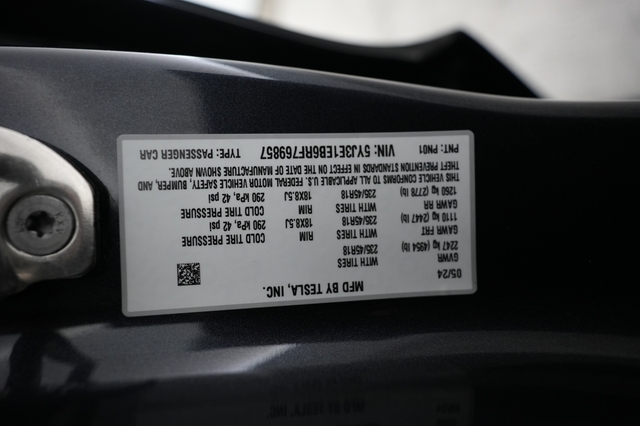 MFD BY TESLA, INC.
05/24
GVWR
2247 kg (4954 lb)
GAWR FRT WITH TIRES RIM COLD TIRE PRESSURE
1110 kg (2447 lb) 235/45R18 18X8.5J 290 kPa, 42 psi
GAWR RR WITH TIRES RIM COLD TIRE PRESSURE
1260 kg (2778 lb) 235/45R18 18X8.5J 290 kPa, 42 psi
THIS VEHICLE CONFORMS TO ALL APPLICABLE U.S. FEDERAL MOTOR VEHICLE SAFETY, BUMPER, AND
THEFT PREVENTION STANDARDS IN EFFECT ON THE DATE OF MANUFACTURE SHOWN ABOVE.
PNT: PN01 VIN: 5YJ3E1EB6RF769857 TYPE: PASSENGER CAR